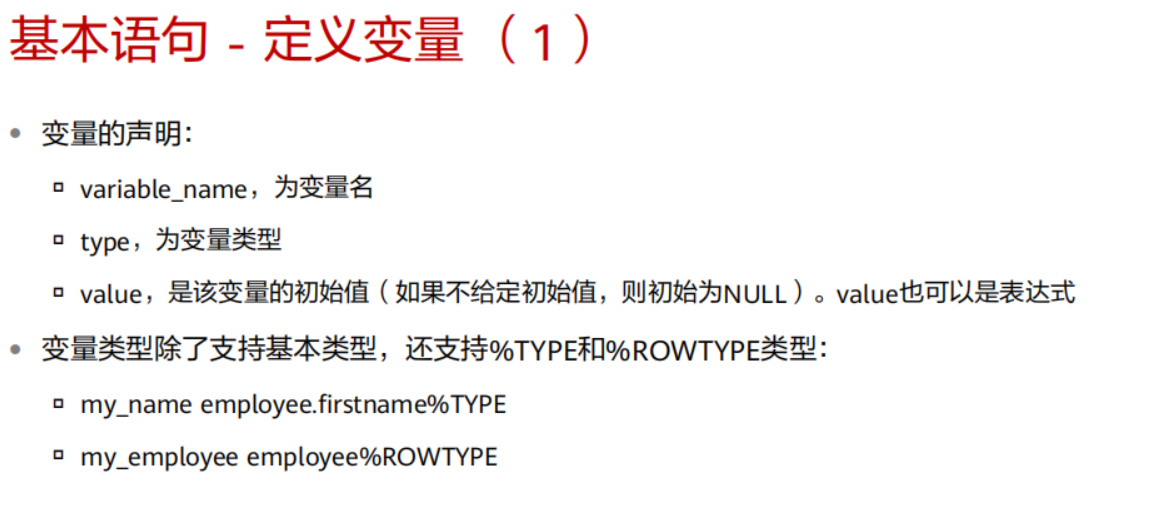 基本语句 - 定义变量 （1）
• 变量的声明：
▫ variable_name，为变量名
▫ type，为变量类型
▫ value，是该变量的初始值（如果不给定初始值，则初始为NULL）。value也可以是表达式
• 变量类型除了支持基本类型，还支持%TYPE和%ROWTYPE类型：
▫ my_name employee.firstname%TYPE
▫ my_employee employee%ROWTYPE